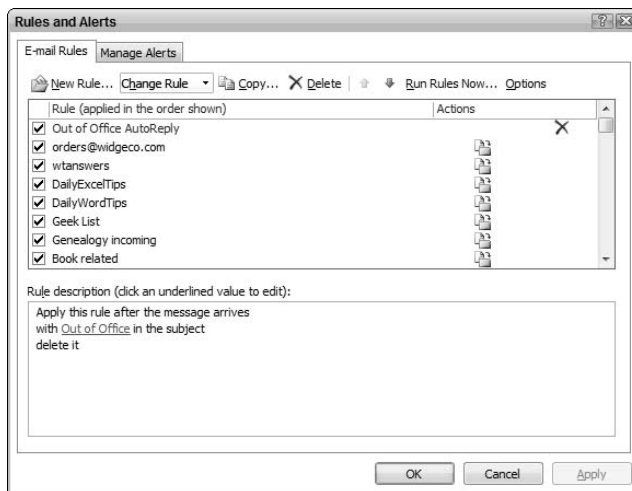 Rules and Alerts
E-mail Rules Manage Alerts
New Rule... Change Rule Copy... Delete Run Rules Now... Options
Rule (applied in the order shown) Actions
Out of Office AutoReply
orders@widgeco.com
wtanswers
DailyExcelTips
DailyWordTips
Geek List
Genealogy incoming
Book related
Rule description (click an underlined value to edit):
Apply this rule after the message arrives
with Out of Office in the subject
delete it
OK Cancel Apply